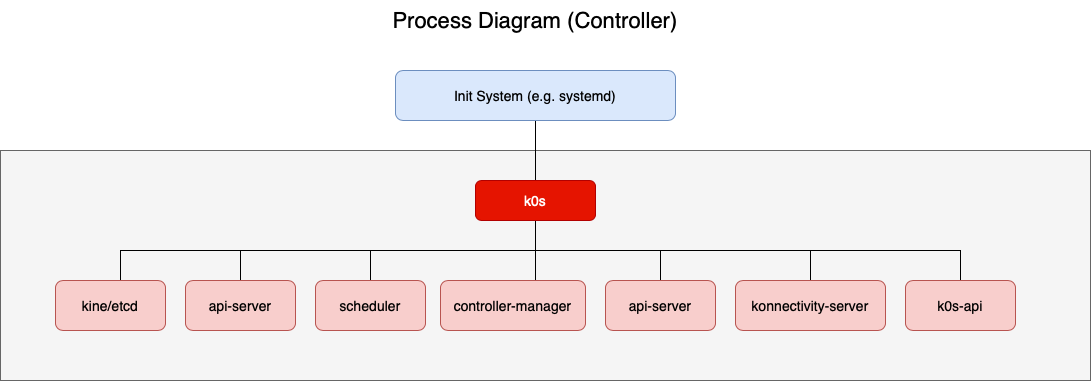 Process Diagram (Controller)
Init System (e.g. systemd)
k0s
kine/etcd
api-server
scheduler
controller-manager
api-server
konnectivity-server
k0s-api